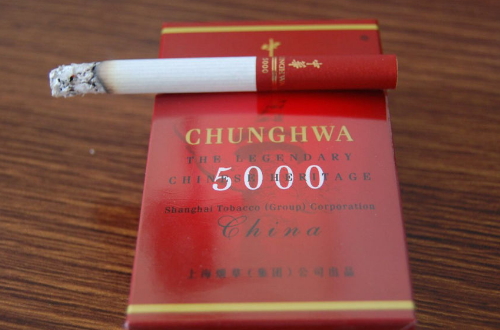 5000
CHUNGHWA
THE LEGENDARY
CHINESE HERITAGE
5000
Shanghai Tobacco (Group) Corporation
China
上海烟草(集团)公司出品